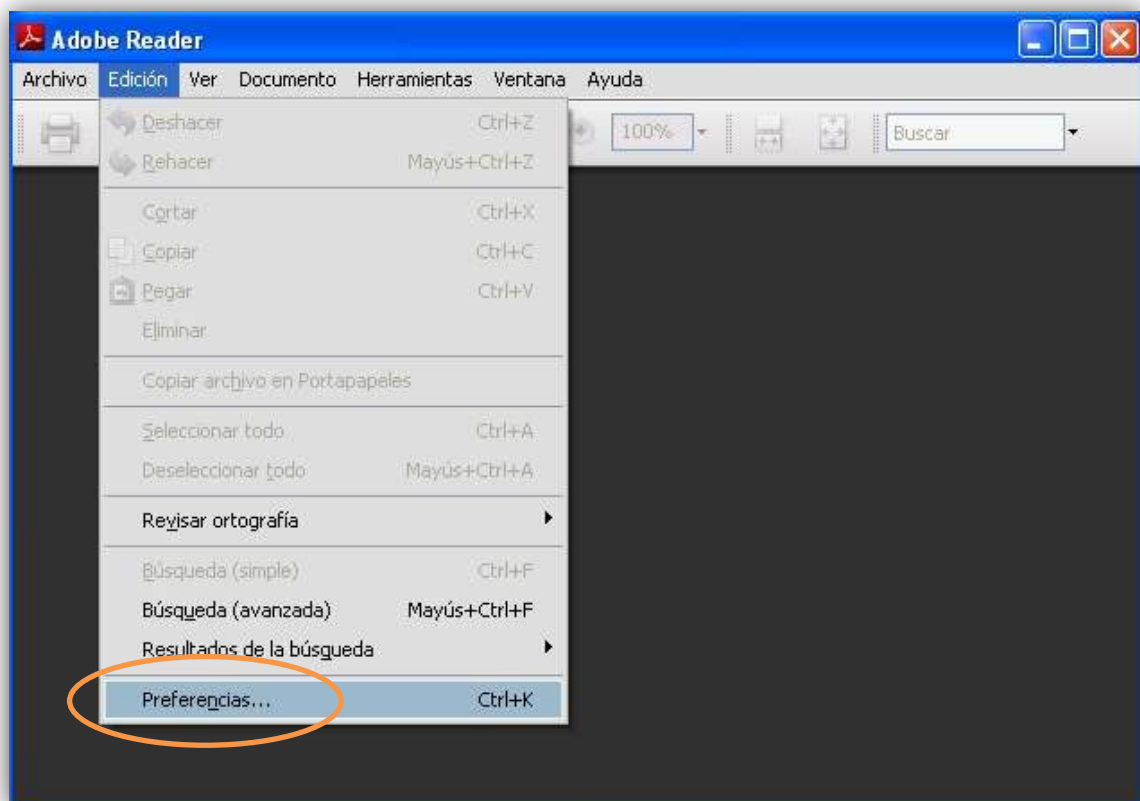 Adobe Reader
Archivo Edición Ver Documento Herramientas Ventana Ayuda
100% Buscar
Deshacer Ctrl+Z
Rehacer Mayús+Ctrl+Z
Cortar Ctrl+X
Copiar Ctrl+C
Pegar Ctrl+V
Eliminar
Copiar archivo en Portapapeles
Seleccionar todo Ctrl+A
Deseleccionar todo Mayús+Ctrl+A
Revisar ortografía
Búsqueda (simple) Ctrl+F
Búsqueda (avanzada) Mayús+Ctrl+F
Resultados de la búsqueda
Preferencias... Ctrl+K